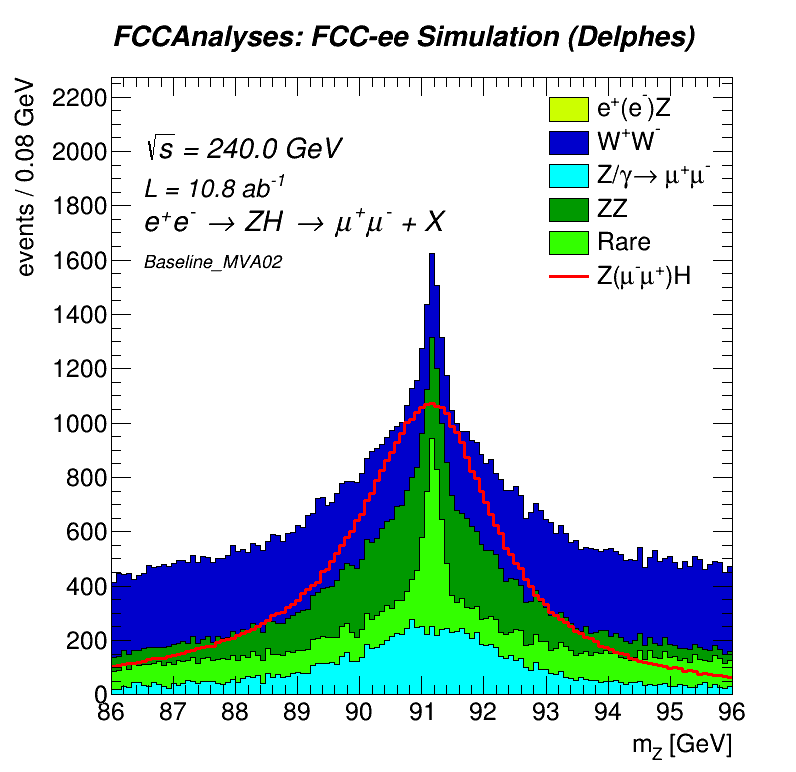 FCCAnalyses: FCC-ee Simulation (Delphes)
events / 0.08 GeV
2200
2000
1800
1600
1400
1200
1000
800
600
400
200
0
√s = 240.0 GeV
L = 10.8 ab⁻¹
e⁺e⁻ → ZH → μ⁺μ⁻ + X
Baseline_MVA02
e⁺(e⁻)Z
W⁺W⁻
Z/γ→ μ⁺μ⁻
ZZ
Rare
Z(μ⁻μ⁺)H
86 87 88 89 90 91 92 93 94 95 96
m_Z [GeV]